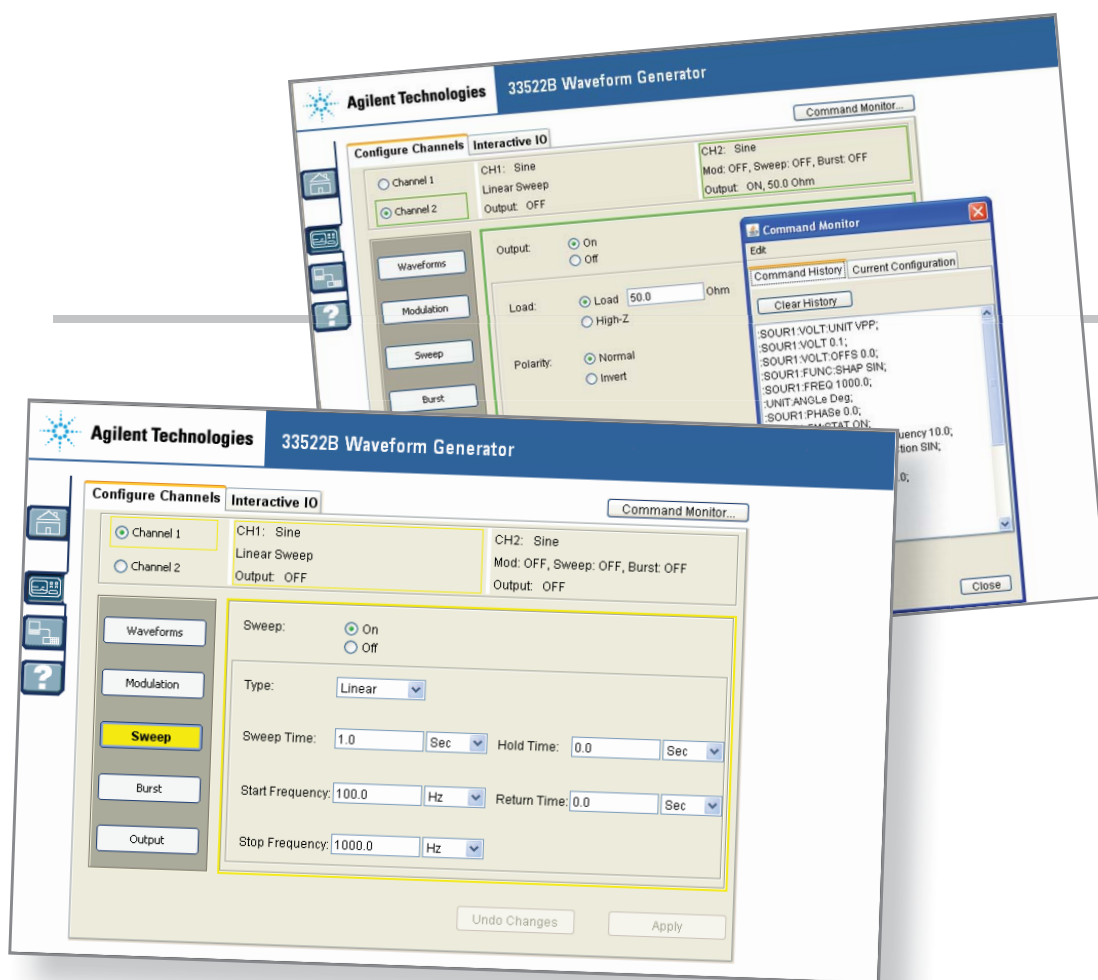 Agilent Technologies
33522B Waveform Generator
Command Monitor...
Configure Channels
Interactive IO
Channel 1
Channel 2
CH1: Sine
Linear Sweep
Output: OFF
CH2: Sine
Mod: OFF, Sweep: OFF, Burst: OFF
Output: ON, 50.0 Ohm
Waveforms
Modulation
Sweep
Burst
Output:
On
Off
Load:
Load 50.0 Ohm
High-Z
Polarity:
Normal
Invert
Command Monitor
Edit
Command History
Current Configuration
Clear History
:SOUR1:VOLT:UNIT VPP;
:SOUR1:VOLT 0.1;
:SOUR1:VOLT:OFFS 0.0;
:SOUR1:FUNC:SHAP SIN;
:SOUR1:FREQ 1000.0;
:UNIT:ANGLe Deg;
:SOUR1:PHASe 0.0;
:STAT ON;
uency 10.0;
tion SIN;
.0;
Close
Agilent Technologies
33522B Waveform Generator
Configure Channels
Interactive IO
Command Monitor...
Channel 1
Channel 2
CH1: Sine
Linear Sweep
Output: OFF
CH2: Sine
Mod: OFF, Sweep: OFF, Burst: OFF
Output: OFF
Waveforms
Modulation
Sweep
Burst
Output
Sweep:
On
Off
Type: Linear
Sweep Time: 1.0 Sec Hold Time: 0.0 Sec
Start Frequency: 100.0 Hz Return Time: 0.0 Sec
Stop Frequency: 1000.0 Hz
Undo Changes
Apply